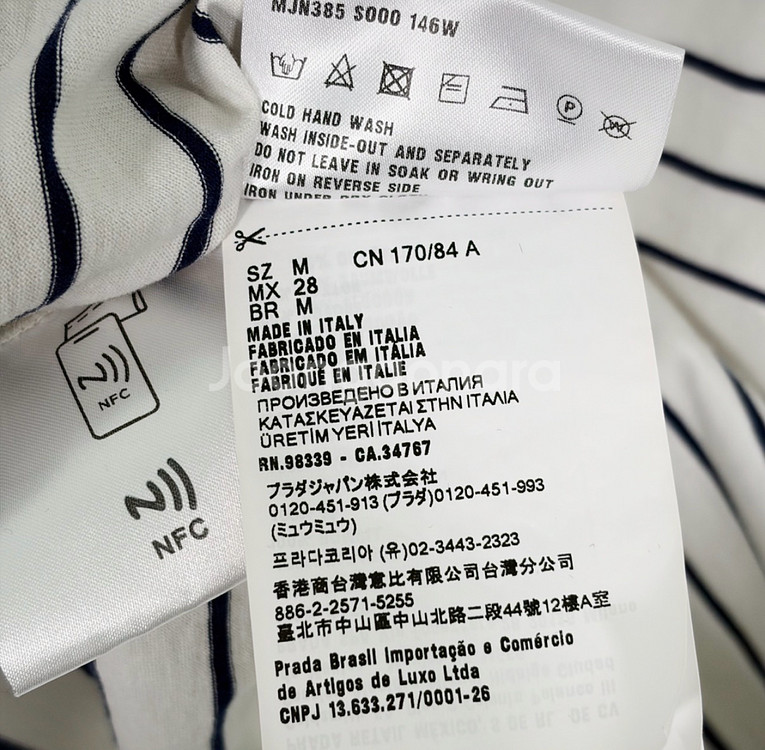 MJN385 S000 146W
COLD HAND WASH
WASH INSIDE-OUT AND SEPARATELY
DO NOT LEAVE IN SOAK OR WRING OUT
IRON ON REVERSE SIDE
IRON UNDER DRY CLOTH
SZ M CN 170/84 A
MX 28
BR M
MADE IN ITALY
FABRICADO EN ITALIA
FABRICADO EM ITÁLIA
FABRIQUÉ EN ITALIE
ПРОИЗВЕДЕНО В ИТАЛИЯ
ΚΑΤΑΣΚΕΥΑΖΕΤΑΙ ΣΤΗΝ ΙΤΑΛΙΑ
ÜRETİM YERİ İTALYA
RN.98339 - CA.34767
プラダジャパン株式会社
0120-451-913 (プラダ)0120-451-993
(ミュウミュウ)
프라다코리아 (유)02-3443-2323
香港商台灣意比有限公司台灣分公司
886-2-2571-5255
臺北市中山區中山北路二段44號12樓A室
Prada Brasil Importação e Comércio
de Artigos de Luxo Ltda
CNPJ 13.633.271/0001-26
NFC
NFC